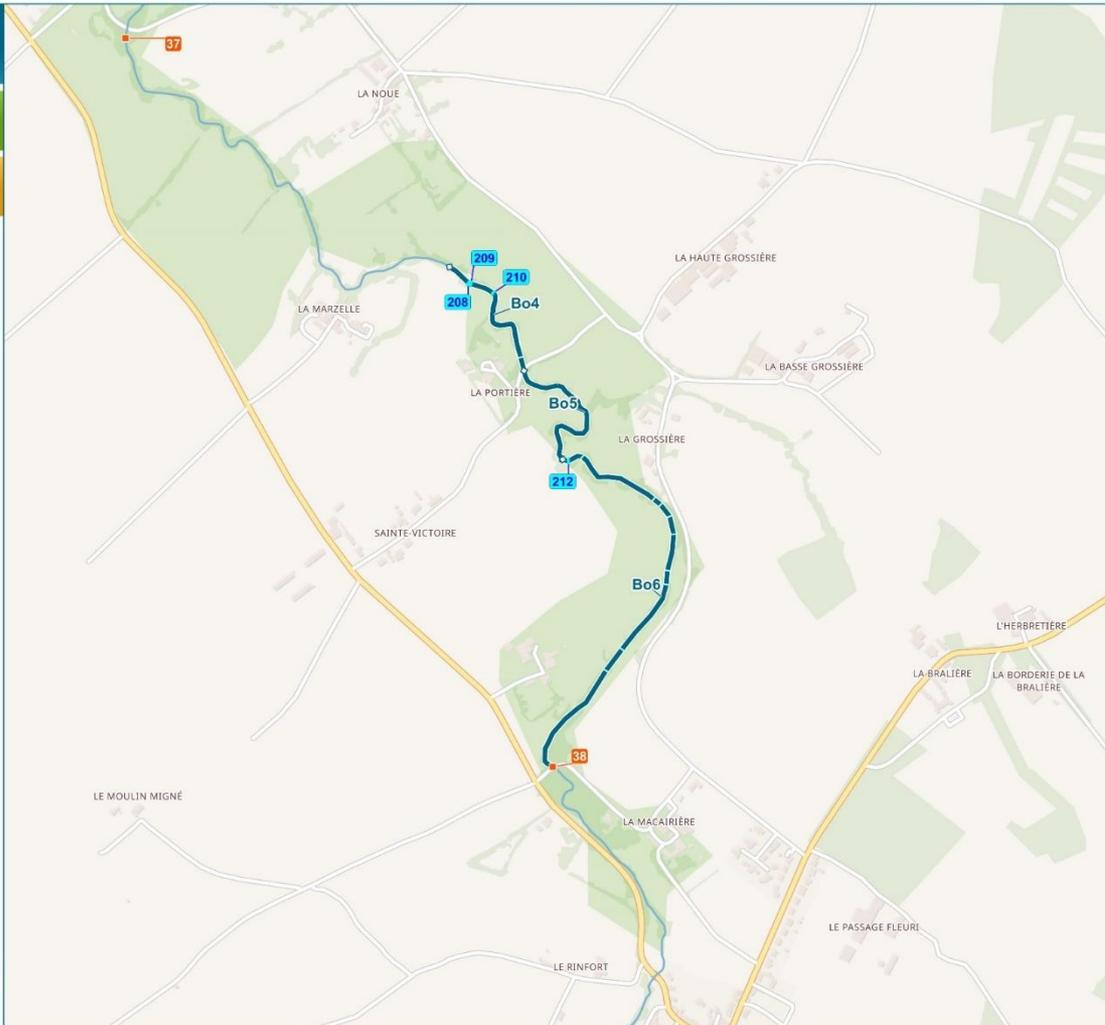 37
LA NOUE
209
LA HAUTE GROSSIÈRE
210
208
Bo4
LA MARZELLE
LA BASSE GROSSIÈRE
LA PORTIÈRE
Bo5
LA GROSSIÈRE
212
SAINTE-VICTOIRE
Bo6
L'HERBRETIÈRE
LA BRALIÈRE
LA BORDERIE DE LA
BRALIÈRE
38
LE MOULIN MIGNÉ
LA MACAIRIÈRE
LE PASSAGE FLEURI
LE RINFORT